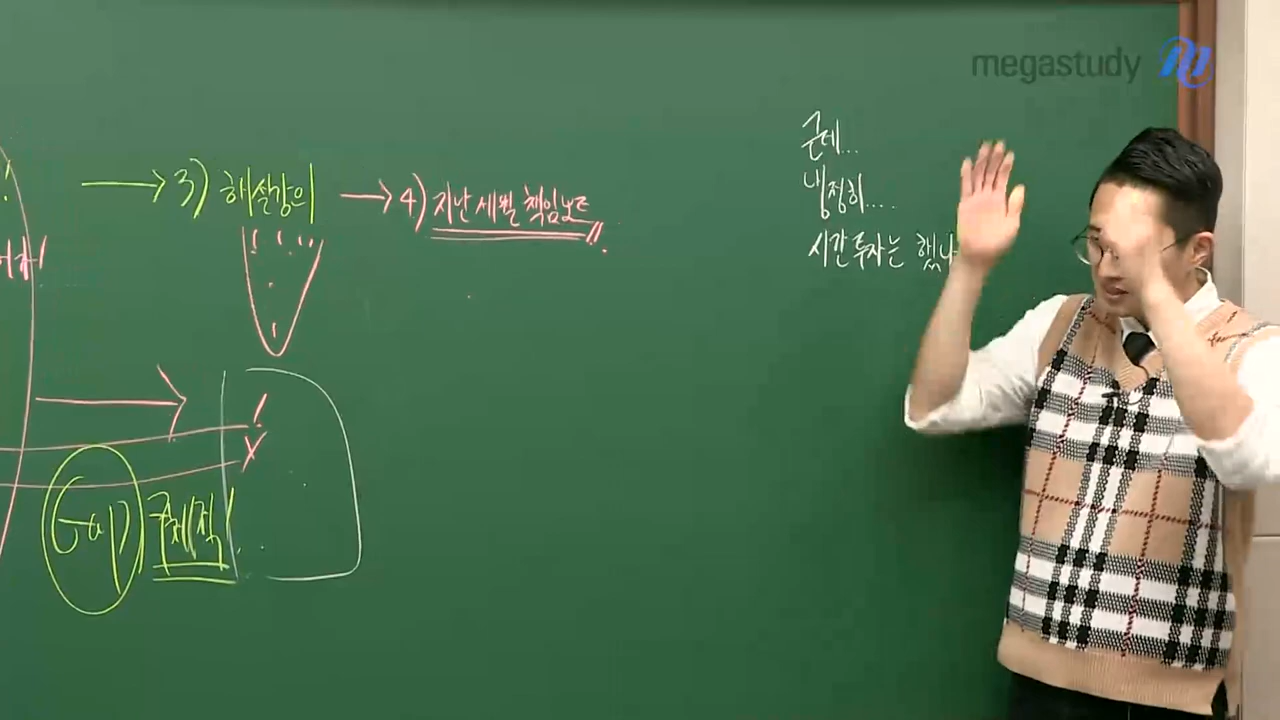 megastudy
→ 3) 해설강의 → 4) 지난 세월 책임노트!!
근데...
냉정히....
시간 투자는 했나
Gap 구체적!